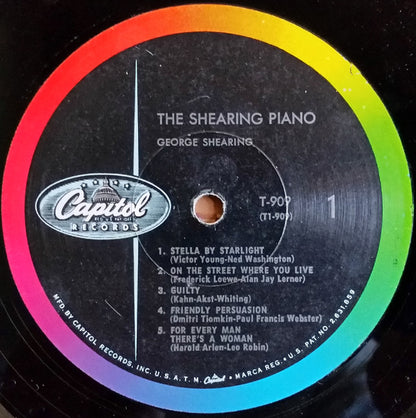 THE SHEARING PIANO
GEORGE SHEARING
Capitol
RECORDS
T-909
(T1-909)
1
1. STELLA BY STARLIGHT
(Victor Young-Ned Washington)
2. ON THE STREET WHERE YOU LIVE
(Frederick Loewe-Alan Jay Lerner)
3. GUILTY
(Kahn-Akst-Whiting)
4. FRIENDLY PERSUASION
(Dmitri Tiomkin-Paul Francis Webster)
5. FOR EVERY MAN
THERE'S A WOMAN
(Harold Arlen-Leo Robin)
MFD. BY CAPITOL RECORDS, INC. U.S.A. T.M. Capitol MARCA REG. • U.S. PAT. NO. 2,631,859